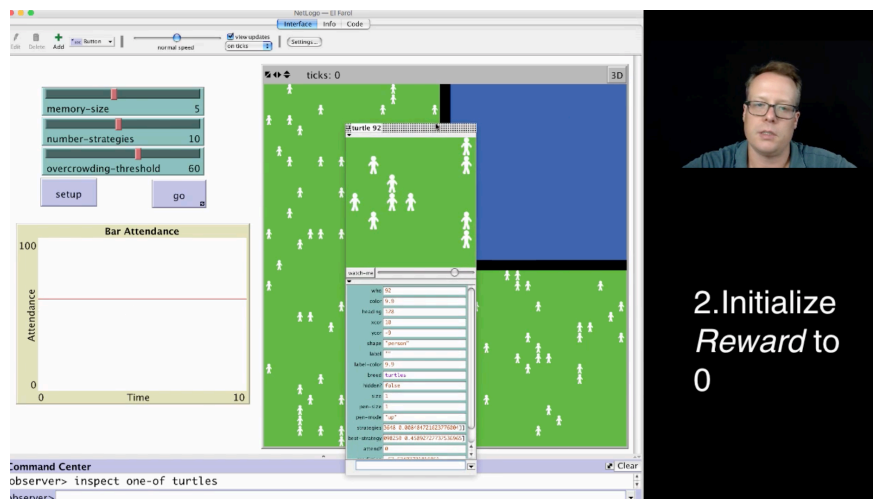 NetLogo — El Farol
Interface Info Code
Edit Delete Add Button normal speed view updates on ticks Settings...
ticks: 0 3D
memory-size 5
number-strategies 10
overcrowding-threshold 60
setup go
Bar Attendance
100
Attendance
0
0 Time 10
turtle 92
watch-me
who 92
color 9.9
heading
xcor 10
ycor -9
shape "person"
label ""
label-color 9.9
breed turtles
hidden? false
size 1
pen-size 1
pen-mode "up"
strategies
best-strategy
attend? 0
2.Initialize
Reward to
0
Command Center Clear
observer> inspect one-of turtles
observer>